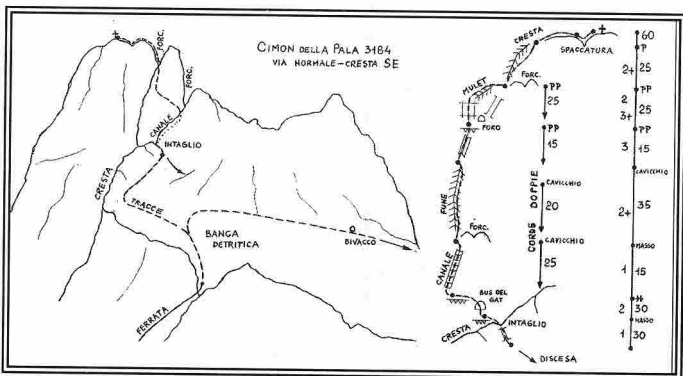 CIMON DELLA PALA 3184
VIA NORMALE-CRESTA SE
FORC.
FORC.
CANALE
INTAGLIO
CRESTA
TRACCIE
BANGA
DETRITICA
BIVACCO
FERRATA
CRESTA
SPACCATURA
FORC.
MULET
FORO
FUNE
FORC.
CANALE
BUS DEL
GAT
INTAGLIO
CRESTA
DISCESA
CORDE DOPPIE
PP
25
PP
15
CAVICCHIO
20
CAVICCHIO
25
60
P
2+ 25
PP
2
3+ 25
PP
3 15
CAVICCHIO
2+ 35
MASSO
1 15
2 30
MASSO
1 30